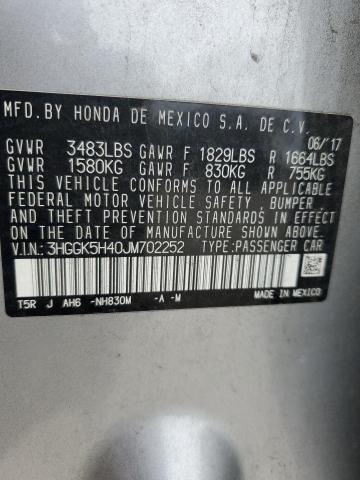 MFD.BY HONDA DE MEXICO S.A. DE C.V.
06/'17
GVWR 3483LBS GAWR F 1829LBS R 1664LBS
GVWR 1580KG GAWR F 830KG R 755KG
THIS VEHICLE CONFORMS TO ALL APPLICABLE
FEDERAL MOTOR VEHICLE SAFETY, BUMPER,
AND THEFT PREVENTION STANDARDS IN EFFECT
ON THE DATE OF MANUFACTURE SHOWN ABOVE.
V.I.N.: 3HGGK5H40JM702252 TYPE:PASSENGER CAR
T5R J AH6 -NH830M -A -M MADE IN MEXICO